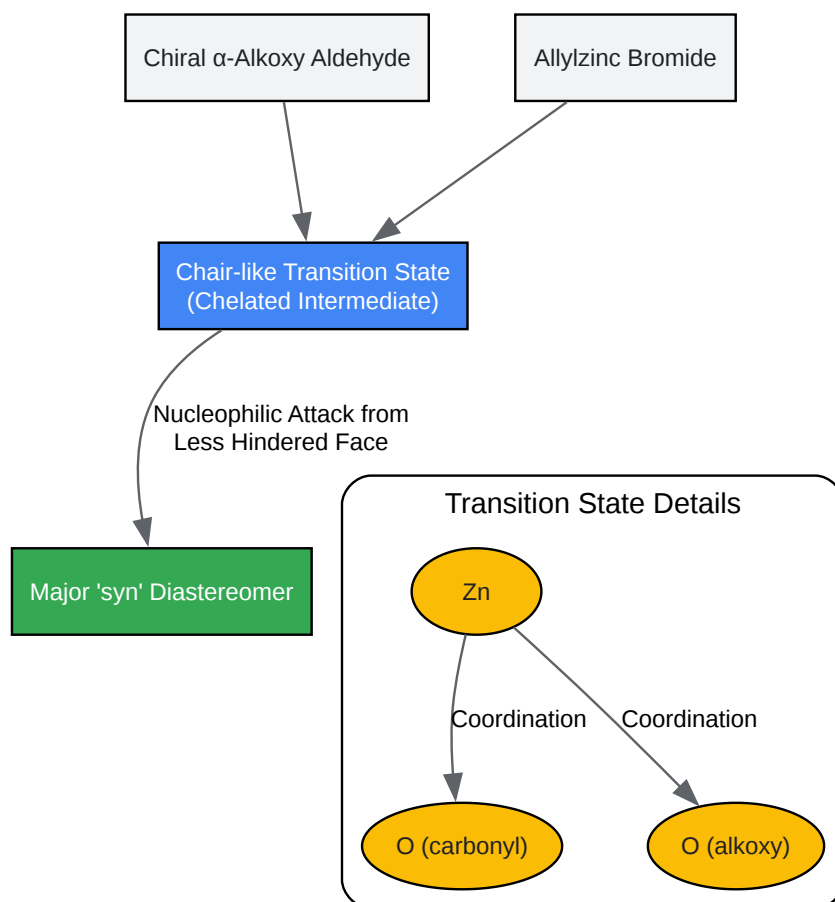 Chiral α-Alkoxy Aldehyde
Allylzinc Bromide
Chair-like Transition State
(Chelated Intermediate)
Nucleophilic Attack from
Less Hindered Face
Major 'syn' Diastereomer
Transition State Details
Zn
Coordination
Coordination
O (carbonyl)
O (alkoxy)